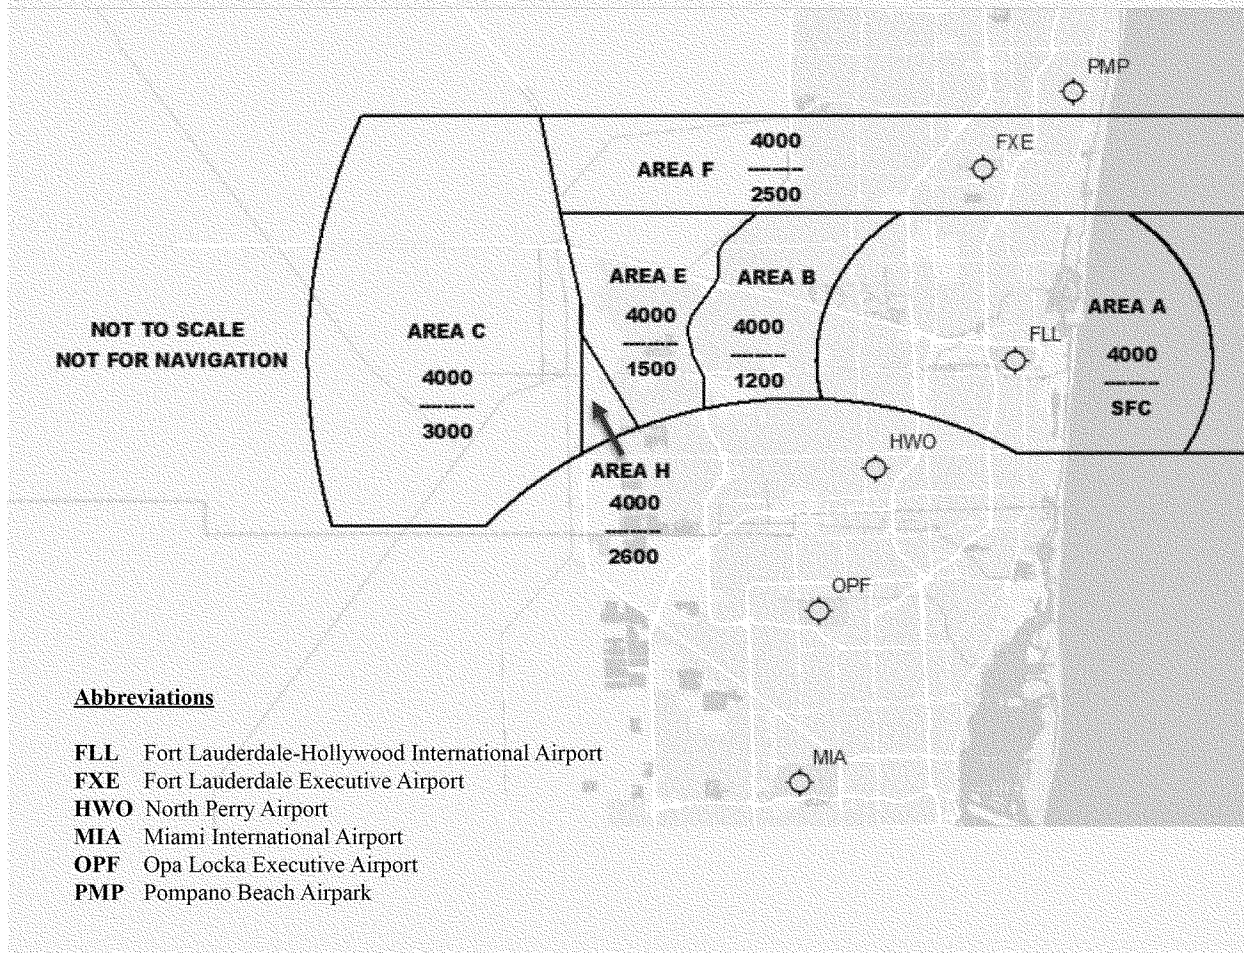 PMP
4000
FXE
AREA F
------
2500
AREA E
AREA B
AREA A
4000
4000
NOT TO SCALE
AREA C
FLL
NOT FOR NAVIGATION
------
------
4000
1500
1200
------
4000
------
SFC
3000
HWO
AREA H
4000
------
2600
OPF
Abbreviations
MIA
FLL Fort Lauderdale-Hollywood International Airport
FXE Fort Lauderdale Executive Airport
HWO North Perry Airport
MIA Miami International Airport
OPF Opa Locka Executive Airport
PMP Pompano Beach Airpark